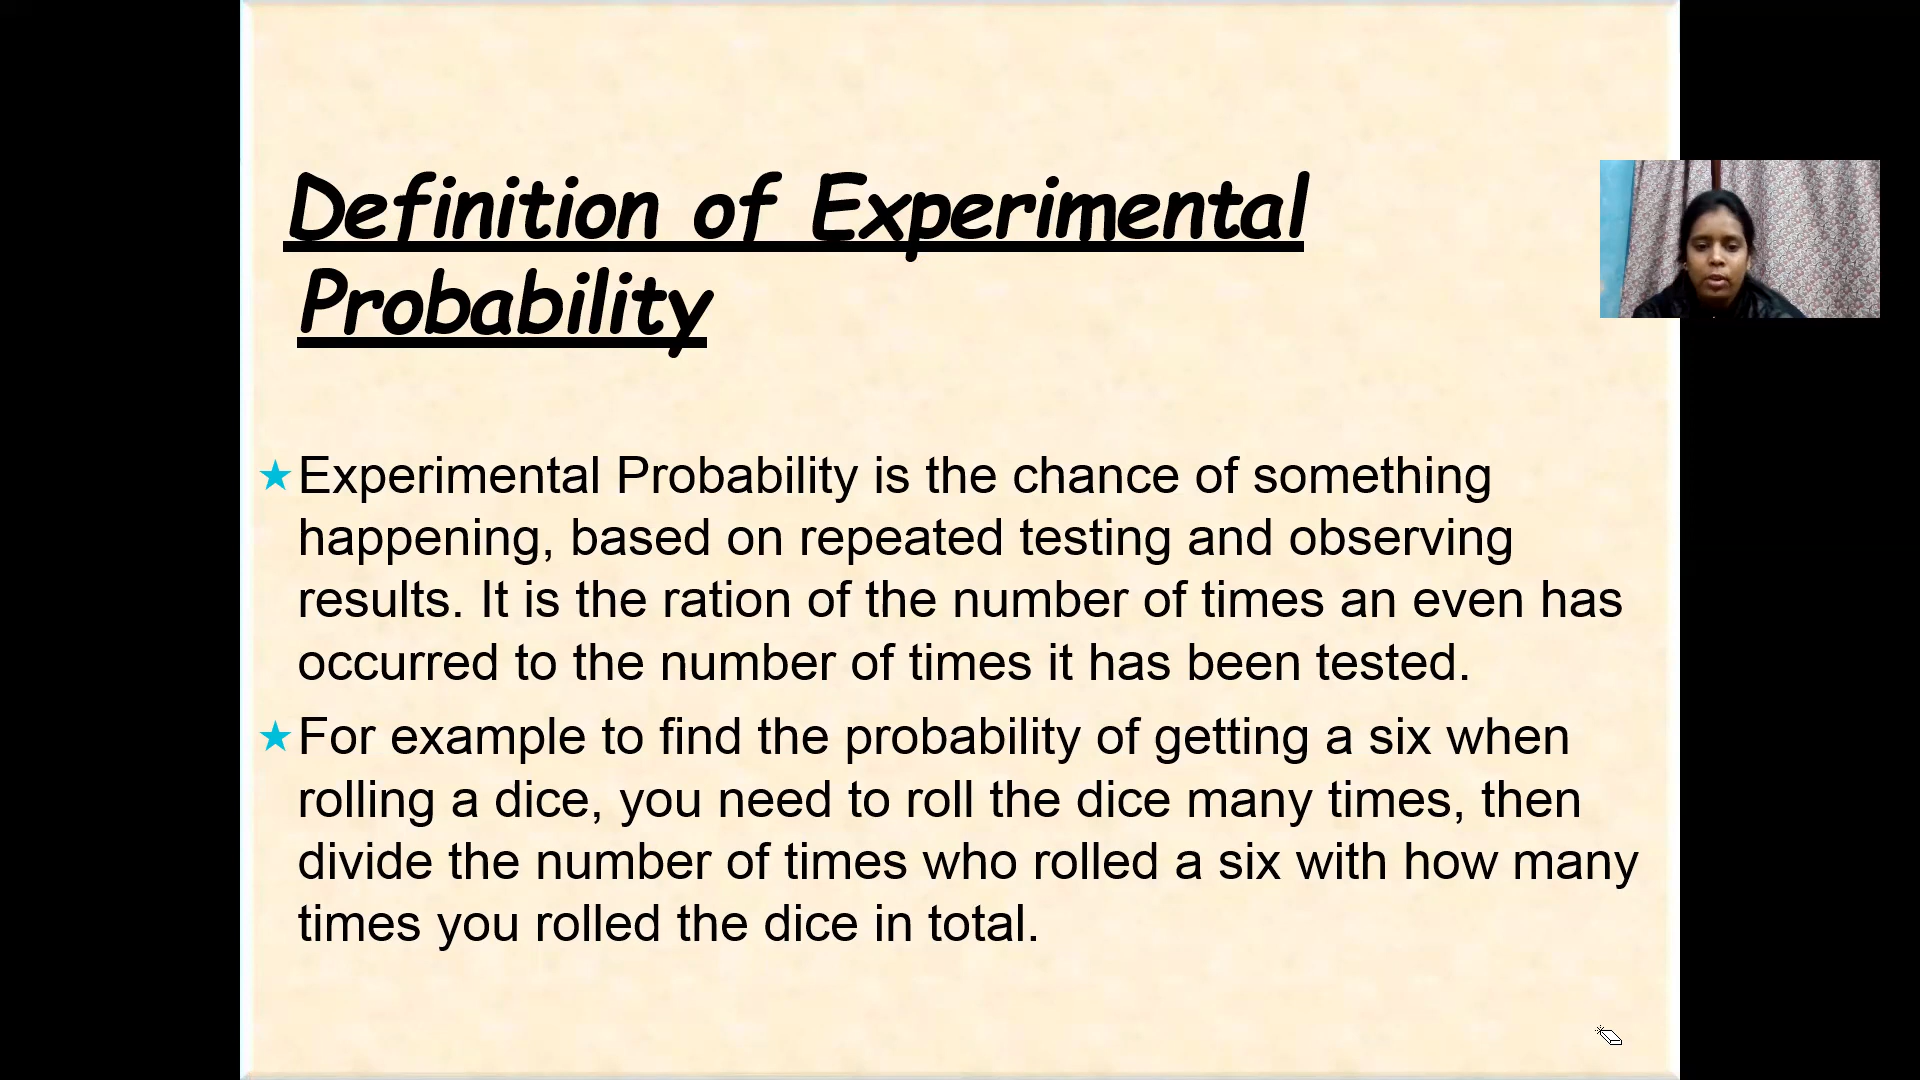 Definition of Experimental
Probability
★Experimental Probability is the chance of something
happening, based on repeated testing and observing
results. It is the ration of the number of times an even has
occurred to the number of times it has been tested.
★For example to find the probability of getting a six when
rolling a dice, you need to roll the dice many times, then
divide the number of times who rolled a six with how many
times you rolled the dice in total.